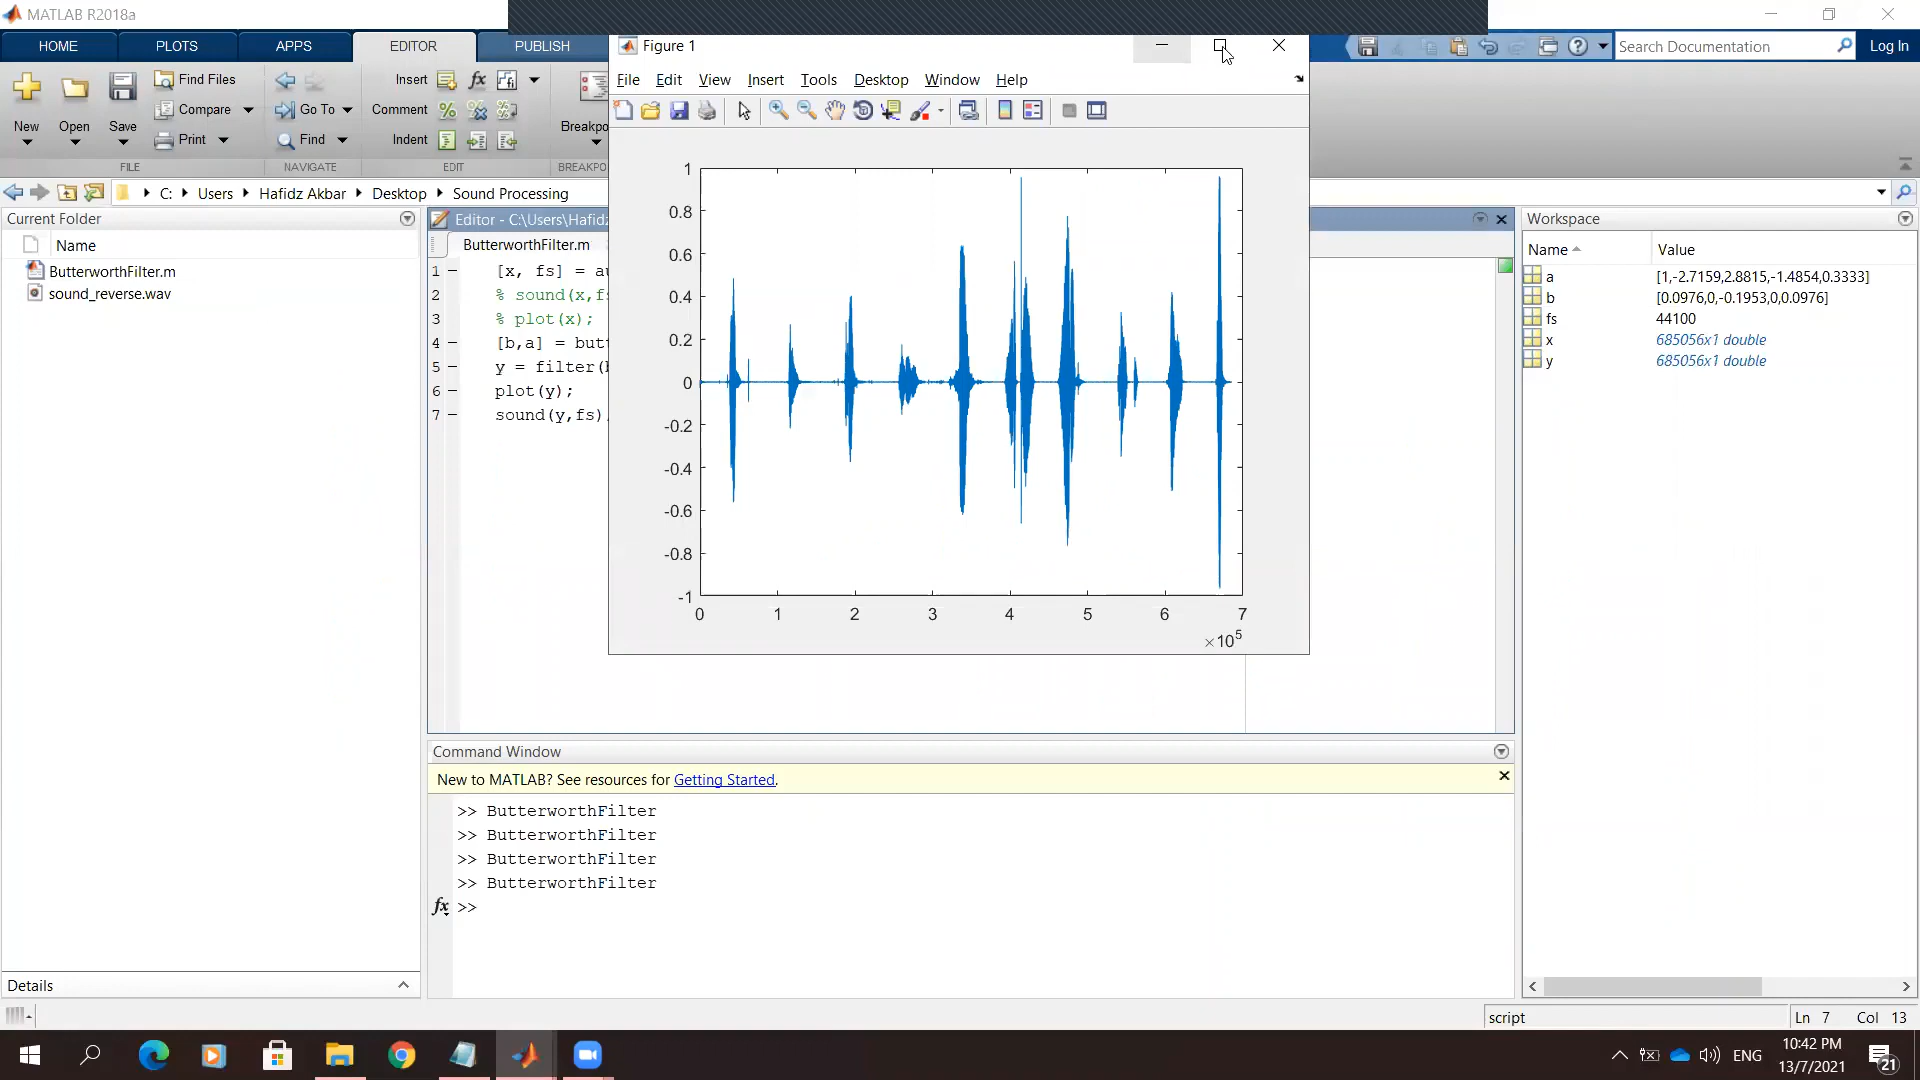 MATLAB R2018a
HOME PLOTS APPS EDITOR PUBLISH
Search Documentation Log In
New Open Save
Find Files
Compare
Print
Go To
Find
Insert
Comment
Indent
fx
FILE NAVIGATE EDIT
C: Users Hafidz Akbar Desktop Sound Processing
Current Folder
Name
ButterworthFilter.m
sound_reverse.wav
Details
Editor - C:\Users\Hafidz
ButterworthFilter.m
1 [x, fs] =
2 % sound(x,
3 % plot(x);
4 [b,a] =
5 y = filter(
6 plot(y);
7 sound(y,fs)
Figure 1
File Edit View Insert Tools Desktop Window Help
1
0.8
0.6
0.4
0.2
0
-0.2
-0.4
-0.6
-0.8
-1
0 1 2 3 4 5 6 7
×10^5
Command Window
New to MATLAB? See resources for Getting Started.
>> ButterworthFilter
>> ButterworthFilter
>> ButterworthFilter
>> ButterworthFilter
fx >>
Workspace
Name Value
a [1,-2.7159,2.8815,-1.4854,0.3333]
b [0.0976,0,-0.1953,0,0.0976]
fs 44100
x 685056x1 double
y 685056x1 double
script Ln 7 Col 13
ENG
10:42 PM
13/7/2021
21